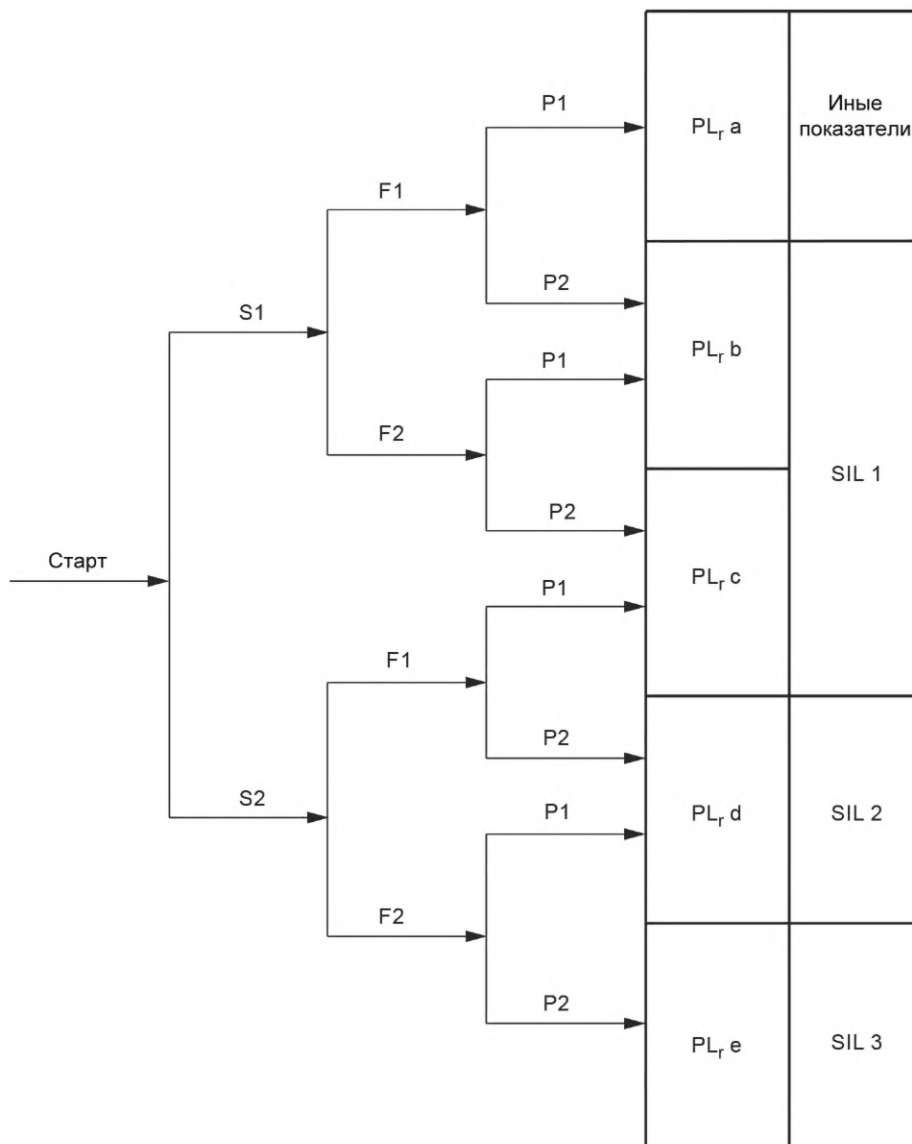 P1
PLᵣ a
Иные
показатели
F1
P2
S1
PLᵣ b
P1
F2
SIL 1
P2
Старт
PLᵣ c
P1
F1
P2
S2
P1
PLᵣ d
SIL 2
F2
P2
PLᵣ e
SIL 3